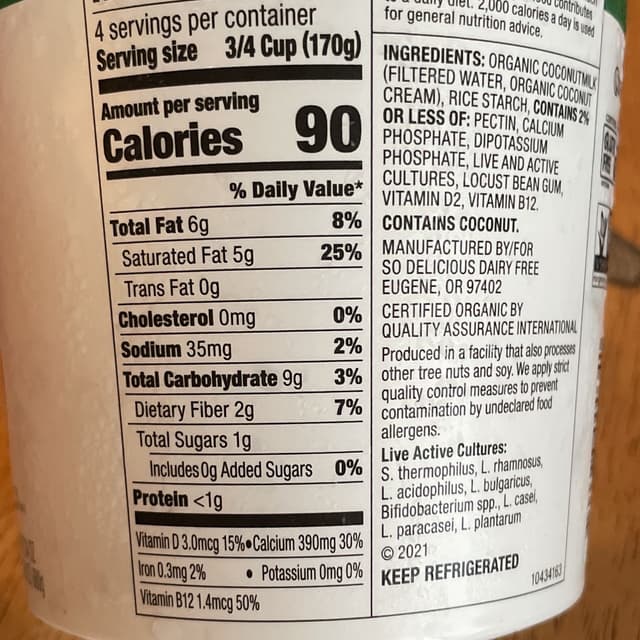 4 servings per container
Serving size 3/4 Cup (170g)
Amount per serving
Calories 90
% Daily Value*
Total Fat 6g 8%
Saturated Fat 5g 25%
Trans Fat 0g
Cholesterol 0mg 0%
Sodium 35mg 2%
Total Carbohydrate 9g 3%
Dietary Fiber 2g 7%
Total Sugars 1g
Includes 0g Added Sugars 0%
Protein <1g
Vitamin D 3.0mcg 15%•Calcium 390mg 30%
Iron 0.3mg 2% • Potassium 0mg 0%
Vitamin B12 1.4mcg 50%
diet. 2,000 calories a day is used
for general nutrition advice.
INGREDIENTS: ORGANIC COCONUTMILK
(FILTERED WATER, ORGANIC COCONUT
CREAM), RICE STARCH, CONTAINS 2%
OR LESS OF: PECTIN, CALCIUM
PHOSPHATE, DIPOTASSIUM
PHOSPHATE, LIVE AND ACTIVE
CULTURES, LOCUST BEAN GUM,
VITAMIN D2, VITAMIN B12.
CONTAINS COCONUT.
MANUFACTURED BY/FOR
SO DELICIOUS DAIRY FREE
EUGENE, OR 97402
CERTIFIED ORGANIC BY
QUALITY ASSURANCE INTERNATIONAL
Produced in a facility that also processes
other tree nuts and soy. We apply strict
quality control measures to prevent
contamination by undeclared food
allergens.
Live Active Cultures:
S. thermophilus, L. rhamnosus,
L. acidophilus, L. bulgaricus,
Bifidobacterium spp., L. casei,
L. paracasei, L. plantarum
© 2021
KEEP REFRIGERATED
10434163